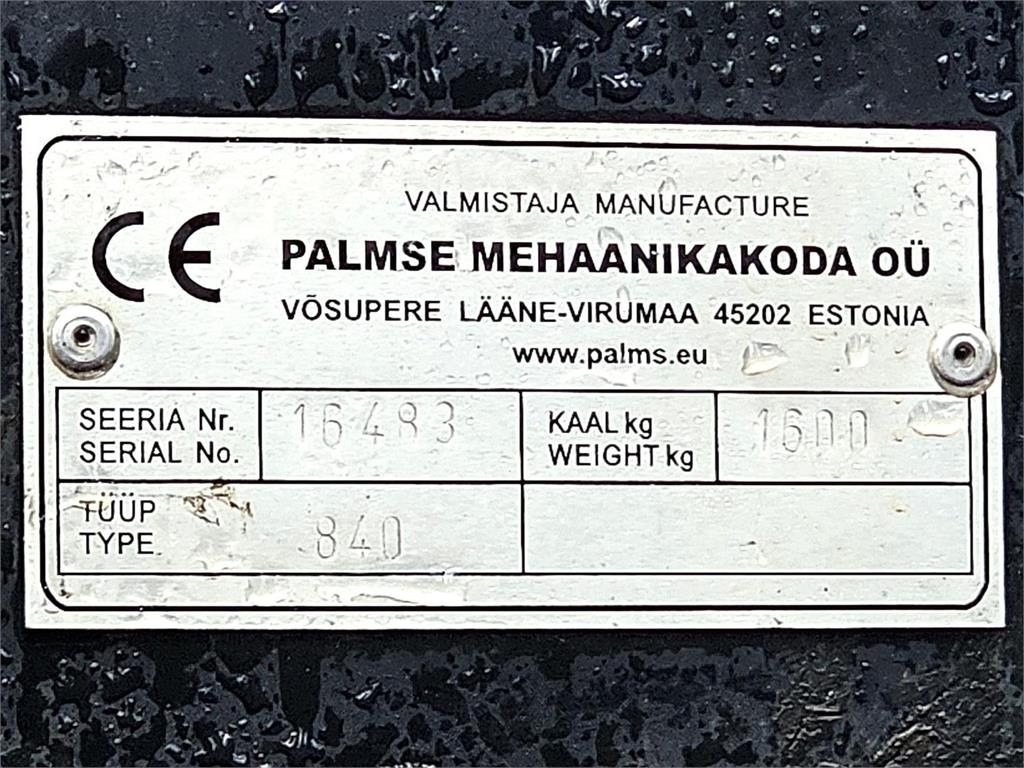 CE
VALMISTAJA MANUFACTURE
PALMSE MEHAANIKAKODA OÜ
VÕSUPERE LÄÄNE-VIRUMAA 45202 ESTONIA
www.palms.eu
SEERIA Nr.
SERIAL No.
16483
KAAL kg
WEIGHT kg
1600
TÜÜP
TYPE
840